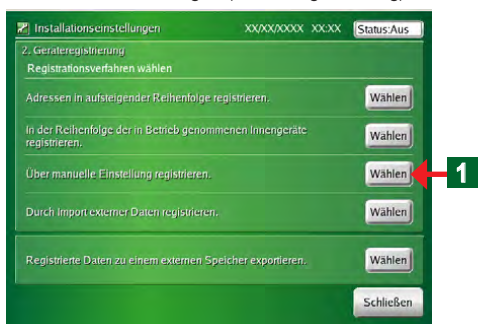 Installationseinstellungen XX/XX/XXXX XX:XX Status:Aus
2. Geräteregistrierung
Registrationsverfahren wählen
Adressen in aufsteigender Reihenfolge registrieren. Wählen
In der Reihenfolge der in Betrieb genommenen Innengeräte
registrieren. Wählen
Über manuelle Einstellung registrieren. Wählen 1
Durch Import externer Daten registrieren. Wählen
Registrierte Daten zu einem externen Speicher exportieren. Wählen
Schließen